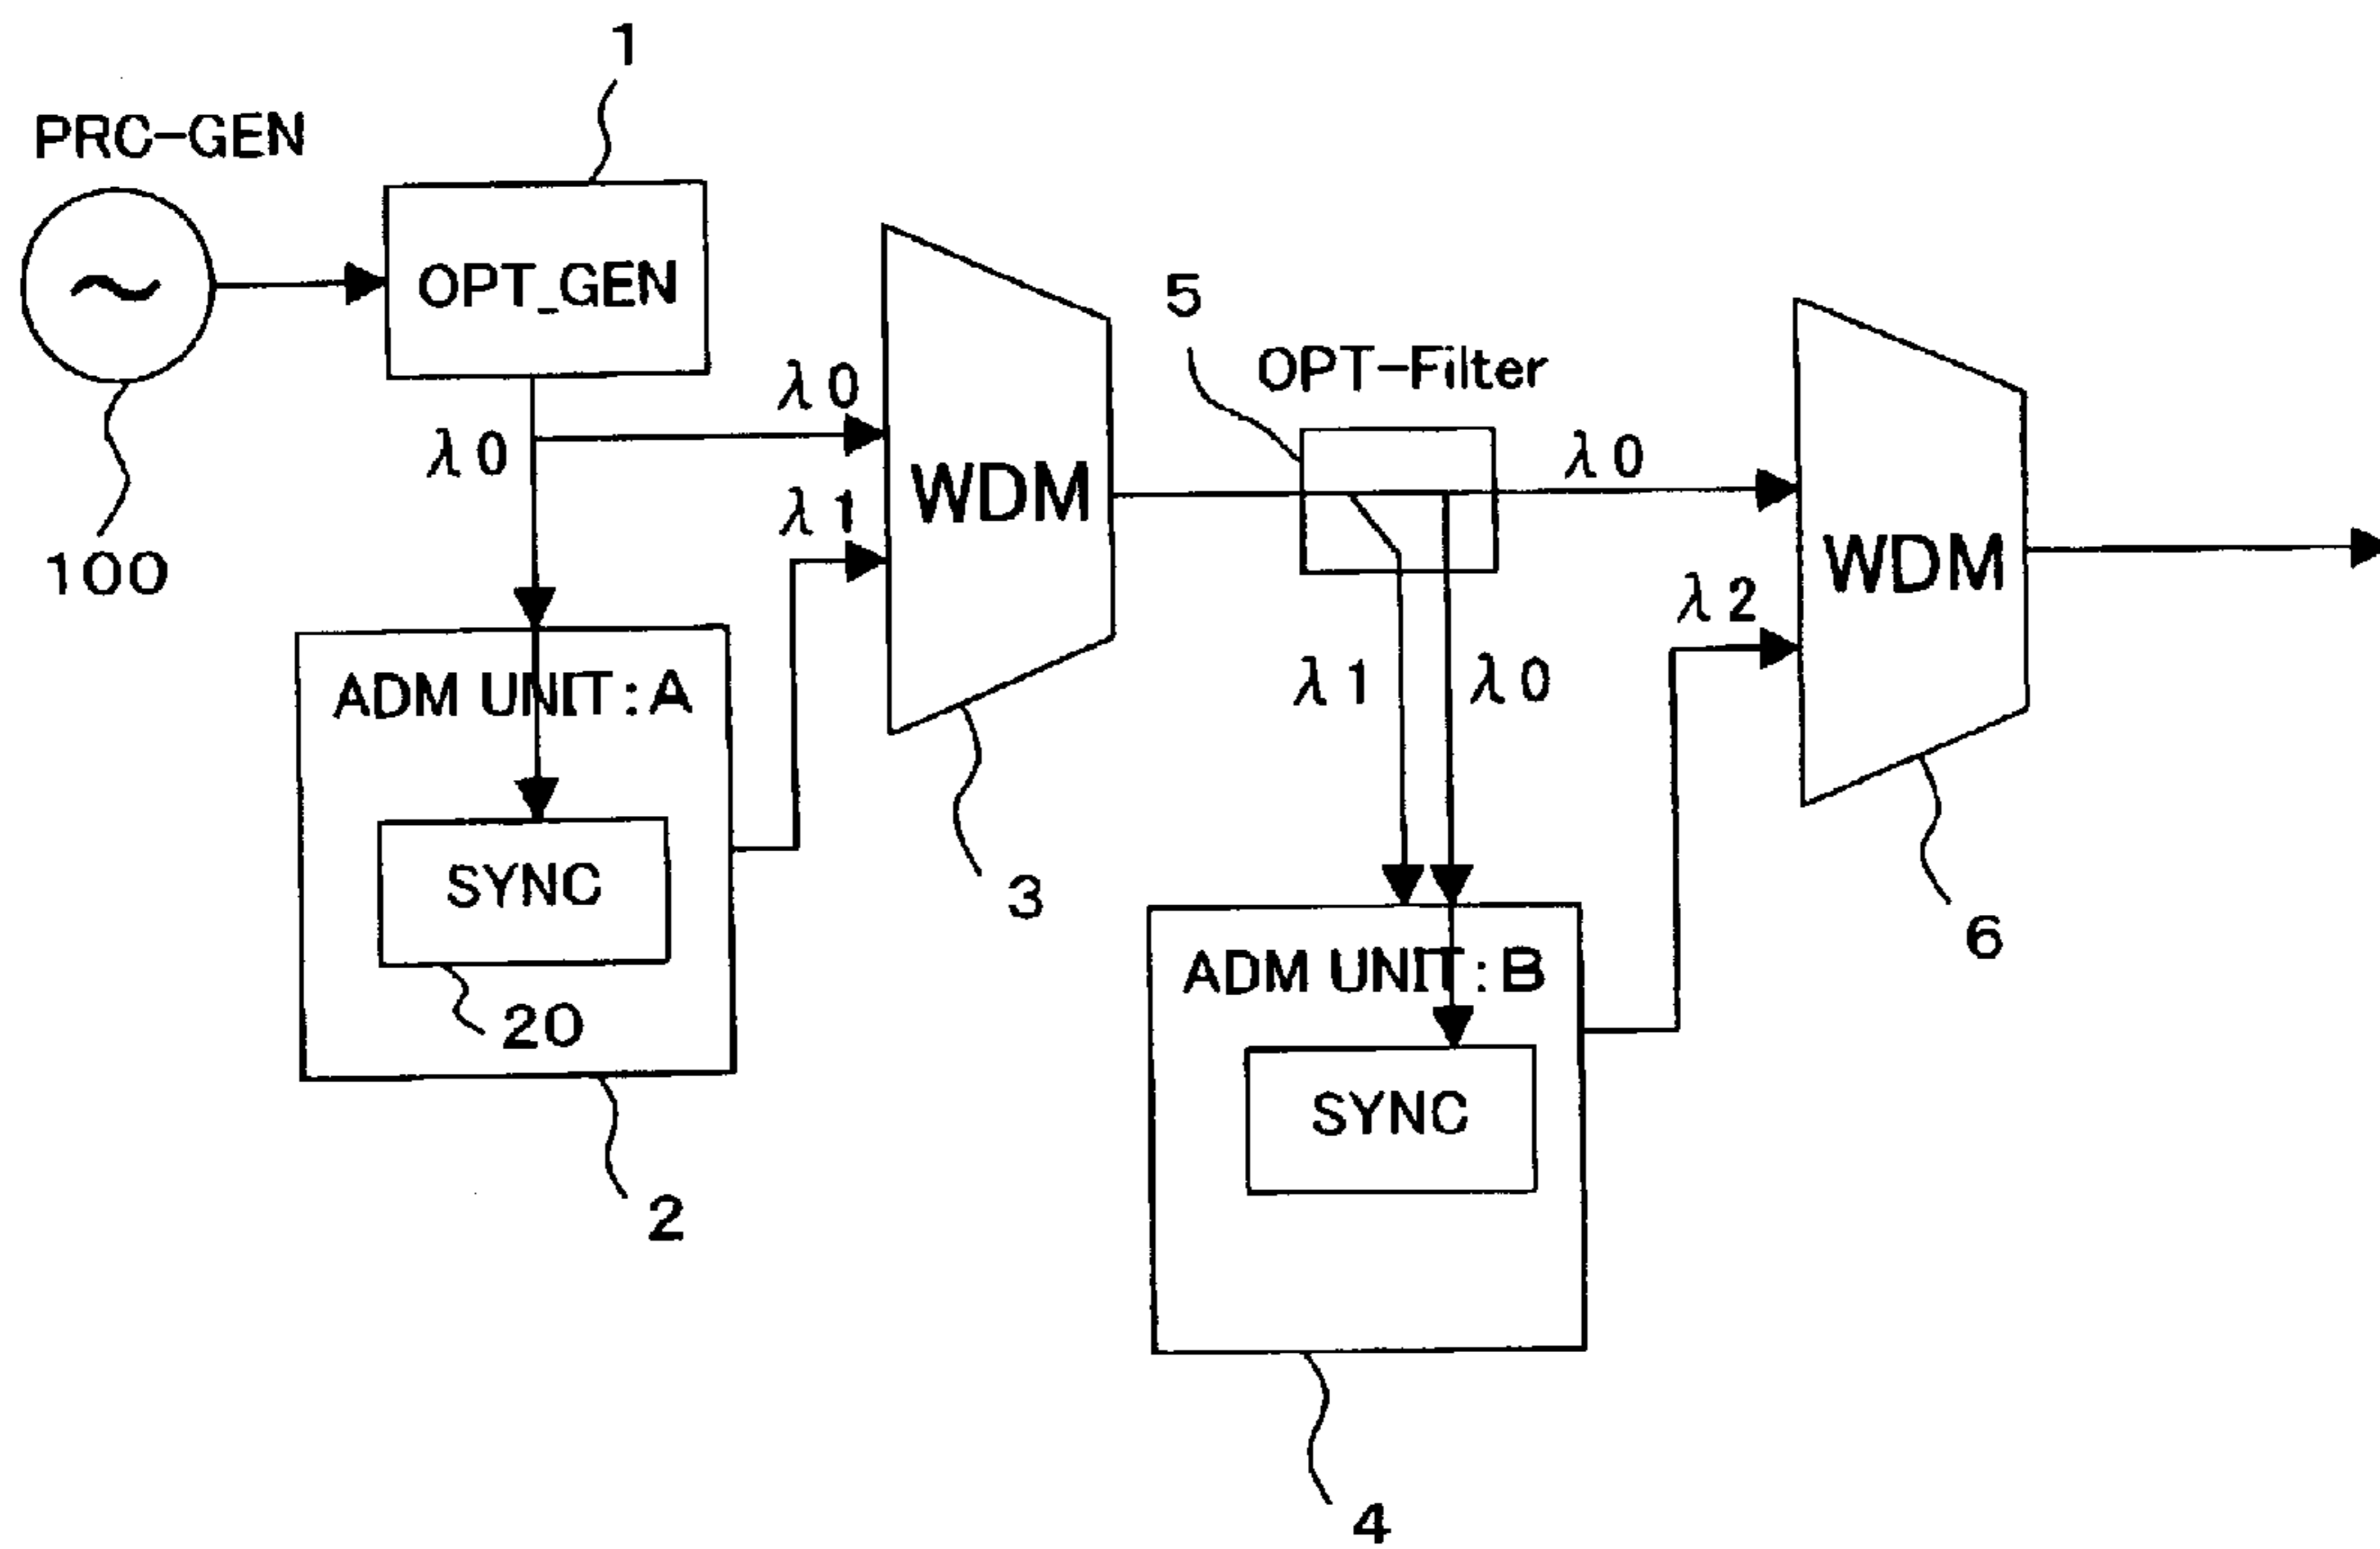 1
PRC-GEN
OPT_GEN
100
λ0
λ0
λ1
WDM
5
OPT-Filter
λ0
WDM
λ2
λ1
λ0
ADM UNIT:A
SYNC
20
2
3
6
ADM UNIT:B
SYNC
4